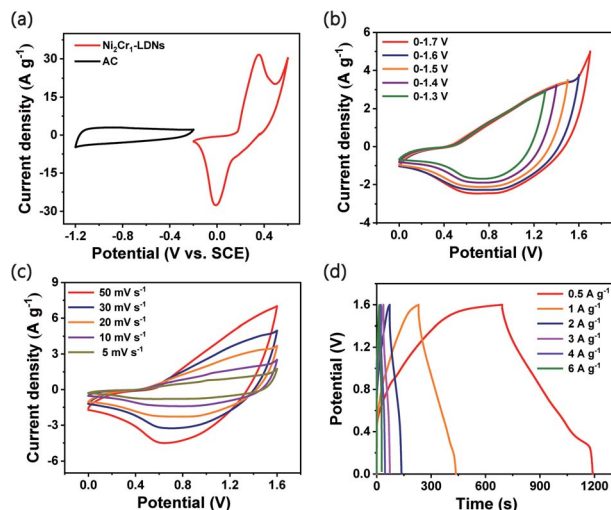 (a)
Ni₂Cr₁-LDNs
AC
Current density (A g⁻¹)
30
15
0
-15
-30
-1.2 -0.8 -0.4 0.0 0.4
Potential (V vs. SCE)
(b)
0-1.7 V
0-1.6 V
0-1.5 V
0-1.4 V
0-1.3 V
Current density (A g⁻¹)
6
4
2
0
-2
-4
0.0 0.4 0.8 1.2 1.6
Potential (V)
(c)
50 mV s⁻¹
30 mV s⁻¹
20 mV s⁻¹
10 mV s⁻¹
5 mV s⁻¹
Current density (A g⁻¹)
9
6
3
0
-3
-6
0.0 0.4 0.8 1.2 1.6
Potential (V)
(d)
0.5 A g⁻¹
1 A g⁻¹
2 A g⁻¹
3 A g⁻¹
4 A g⁻¹
6 A g⁻¹
Potential (V)
2.0
1.6
1.2
0.8
0.4
0.0
0 300 600 900 1200
Time (s)